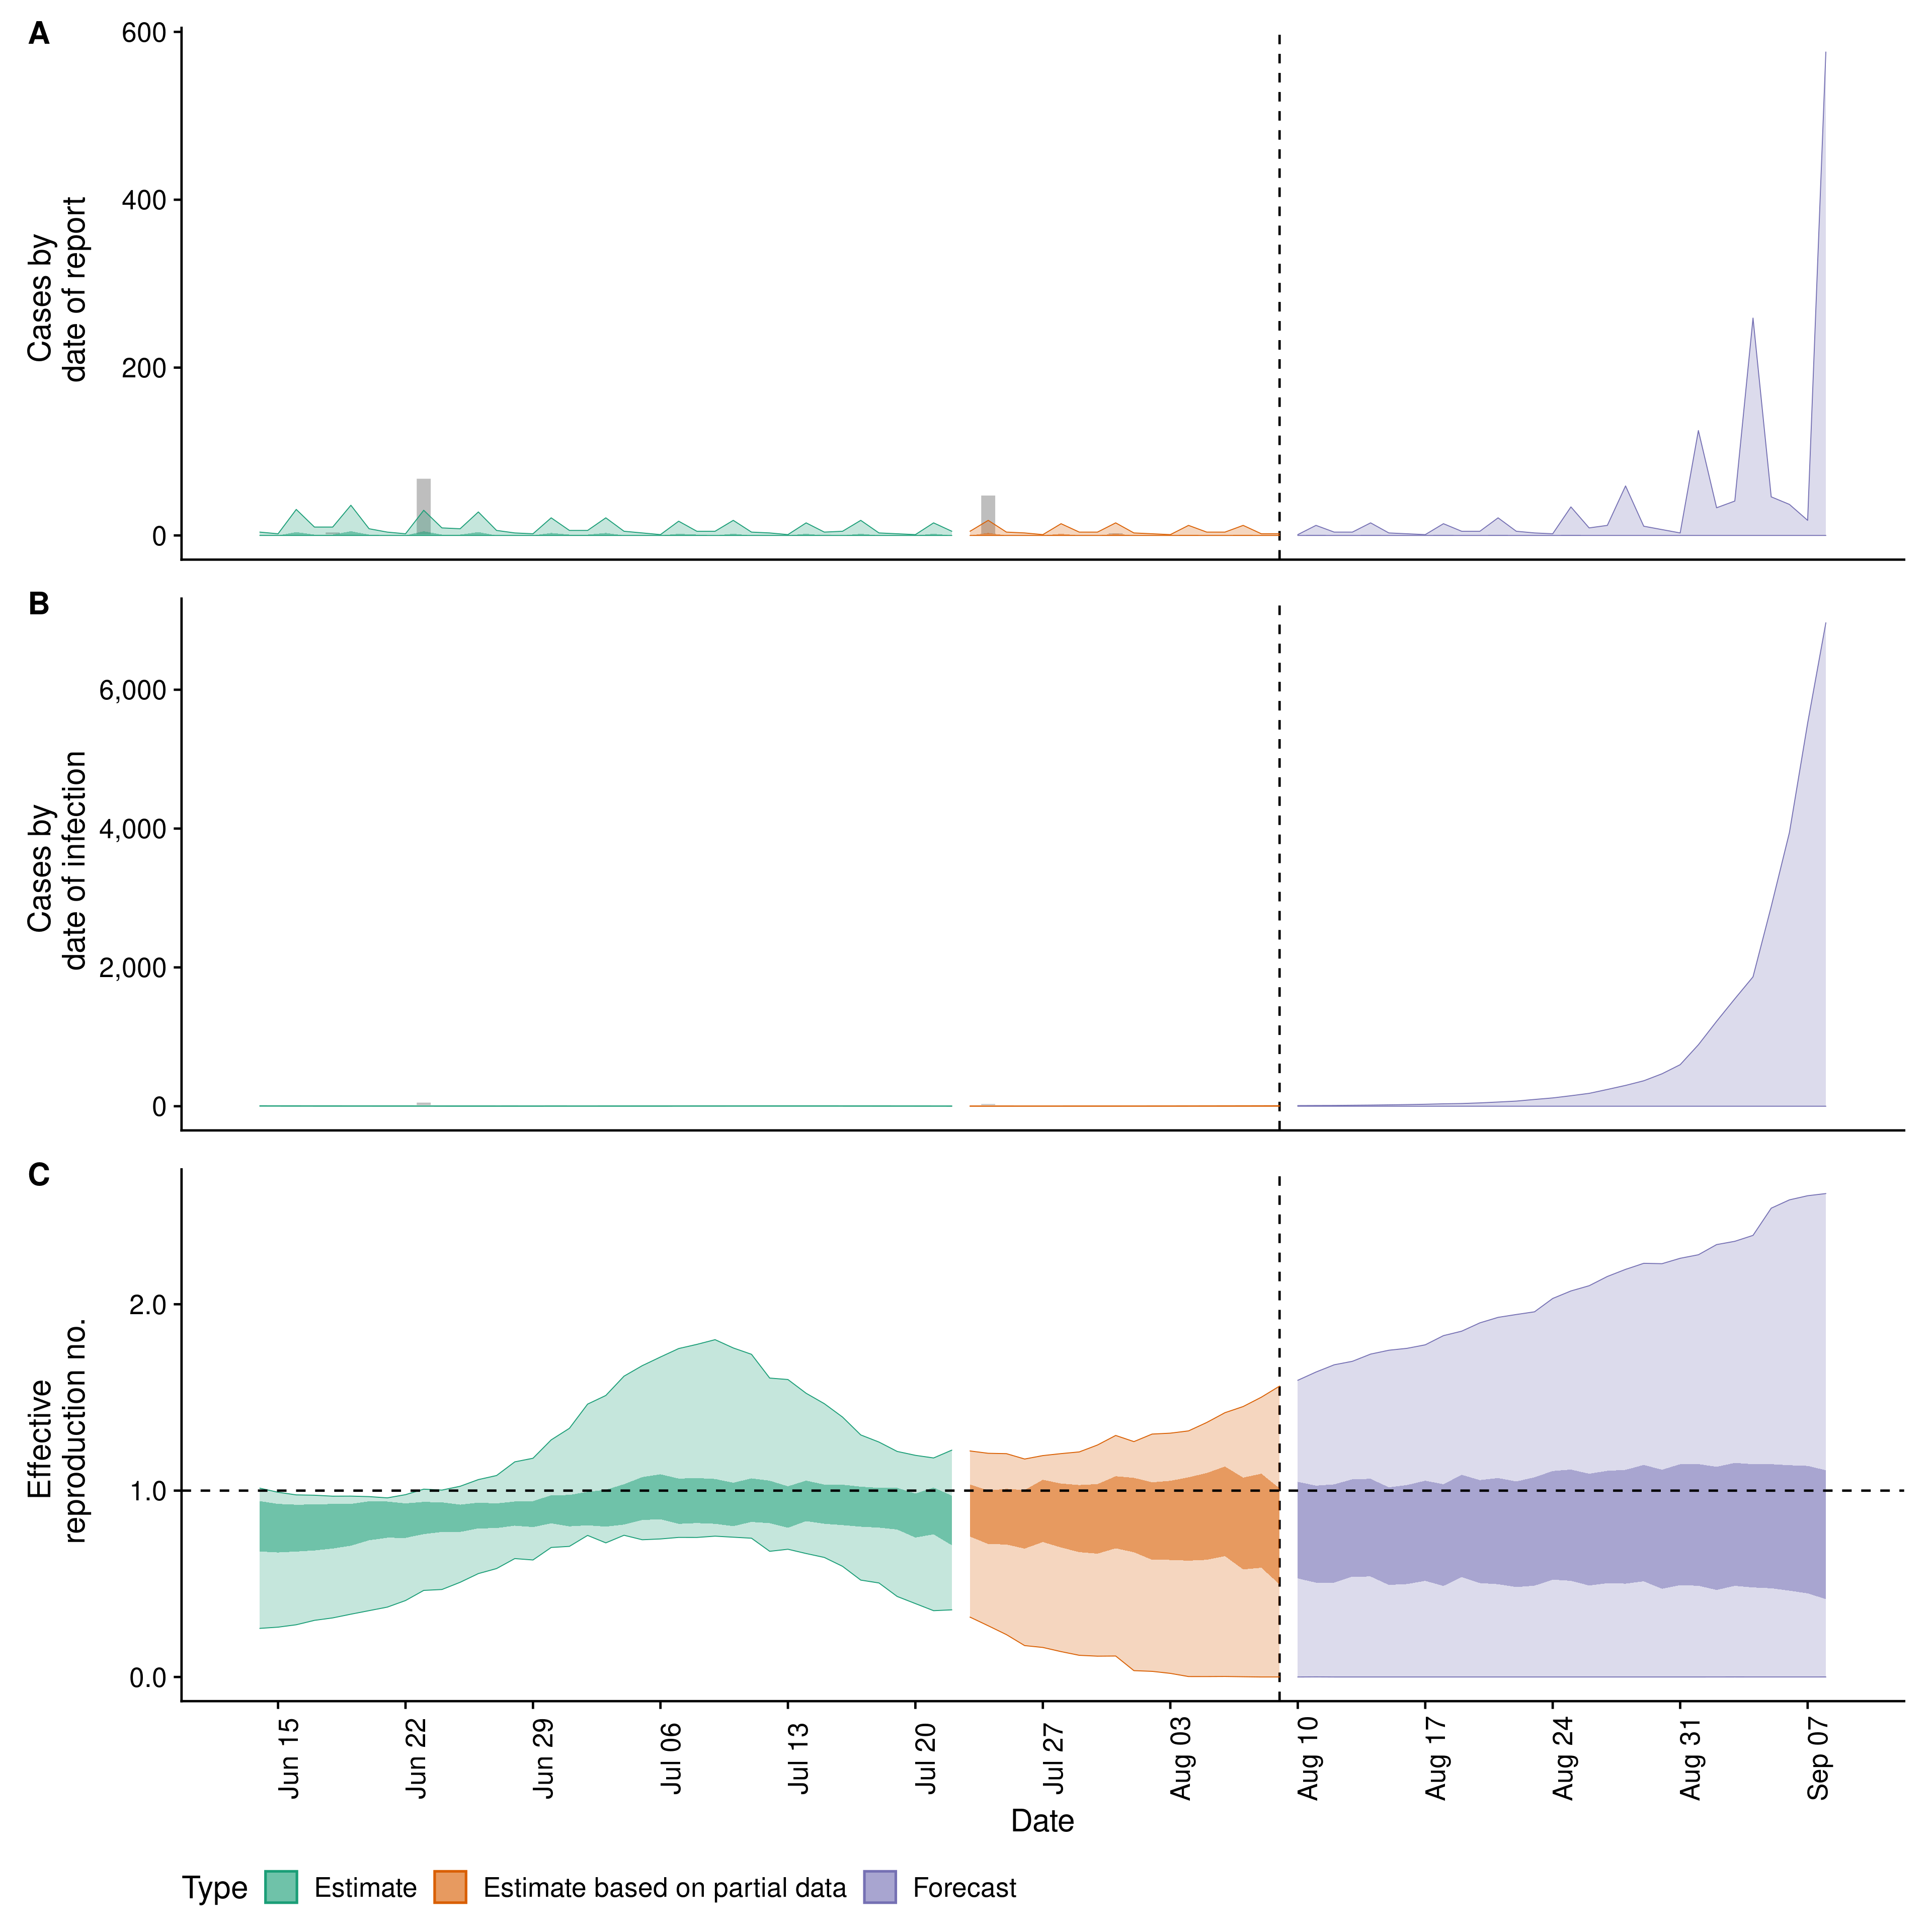 A
600
400
200
0
Cases by
date of report
B
6,000
4,000
2,000
0
Cases by
date of infection
C
2.0
1.0
0.0
Effective
reproduction no.
Jun 15
Jun 22
Jun 29
Jul 06
Jul 13
Jul 20
Jul 27
Aug 03
Aug 10
Aug 17
Aug 24
Aug 31
Sep 07
Date
Type Estimate Estimate based on partial data Forecast